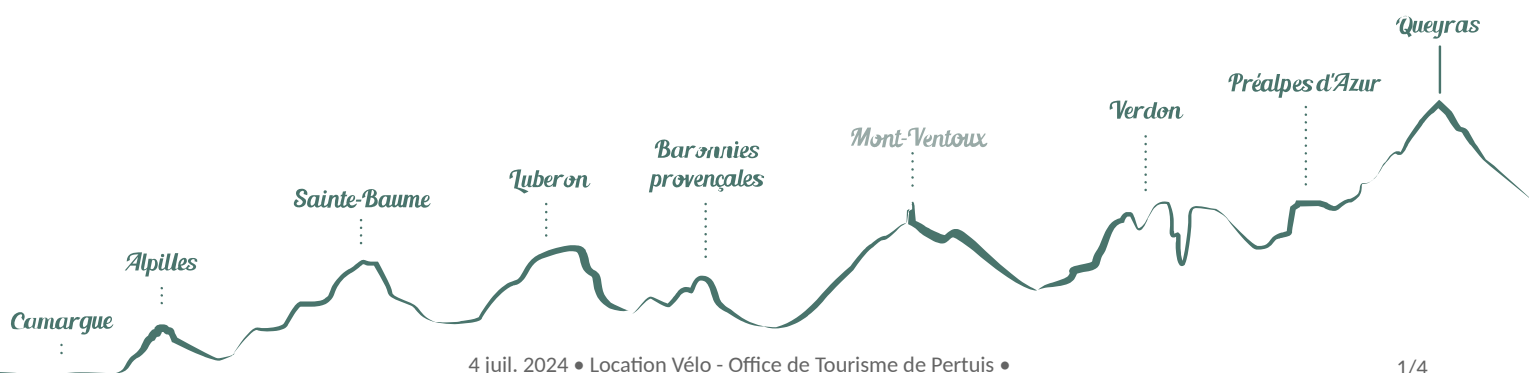 Queyras
Préalpes d'Azur
Verdon
Mont-Ventoux
Baronnies
provençales
Luberon
Sainte-Baume
Alpilles
Camargue
4 juil. 2024 • Location Vélo - Office de Tourisme de Pertuis •
1/4